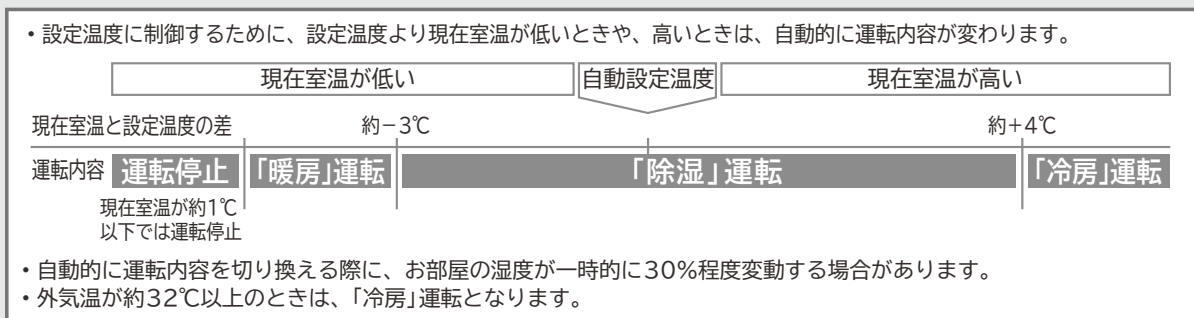 ・設定温度に制御するために、設定温度より現在室温が低いときや、高いときは、自動的に運転内容が変わります。
現在室温が低い 自動設定温度 現在室温が高い
現在室温と設定温度の差 約－3℃ 約＋4℃
運転内容 運転停止 「暖房」運転 「除湿」運転 「冷房」運転
現在室温が約1℃
以下では運転停止
・自動的に運転内容を切り換える際に、お部屋の湿度が一時的に30%程度変動する場合があります。
・外気温が約32℃以上のときは、「冷房」運転となります。